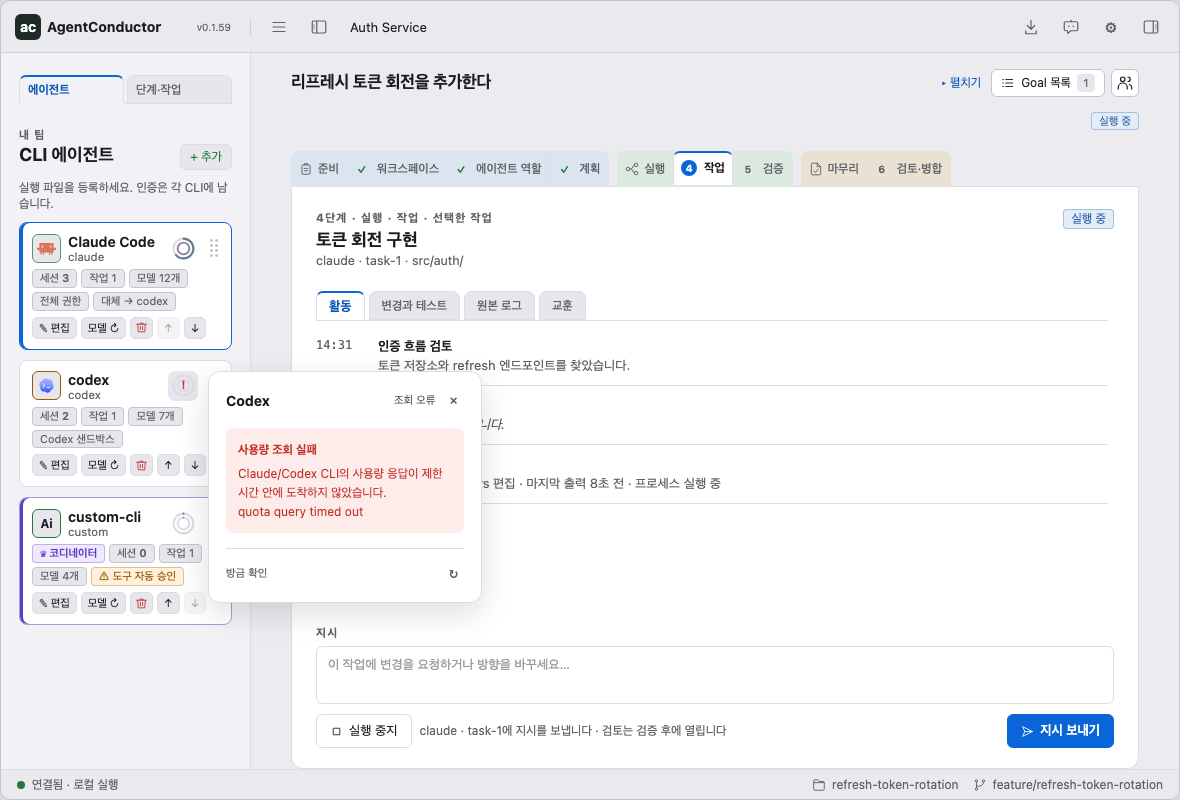 ac AgentConductor v0.1.59 Auth Service
에이전트 단계·작업
내 팀
CLI 에이전트 + 추가
실행 파일을 등록하세요. 인증은 각 CLI에 남
습니다.
Claude Code
claude
세션 3 작업 1 모델 12개
전체 권한 대체 → codex
✎ 편집 모델 ↻ ↑ ↓
codex
codex
!
세션 2 작업 1 모델 7개
Codex 샌드박스
✎ 편집 모델 ↻ ↑ ↓
Ai custom-cli
custom
♛ 코디네이터 세션 0 작업 1
모델 4개 ⚠ 도구 자동 승인
✎ 편집 모델 ↻ ↑ ↓
리프레시 토큰 회전을 추가한다 ▸ 펼치기 Goal 목록 1
실행 중
준비 ✓ 워크스페이스 ✓ 에이전트 역할 ✓ 계획 실행 4 작업 5 검증 마무리 6 검토·병합
4단계 · 실행 · 작업 · 선택한 작업 실행 중
토큰 회전 구현
claude · task-1 · src/auth/
활동 변경과 테스트 원본 로그 교훈
14:31 인증 흐름 검토
토큰 저장소와 refresh 엔드포인트를 찾았습니다.
니다.
rs 편집 · 마지막 출력 8초 전 · 프로세스 실행 중
Codex 조회 오류 ×
사용량 조회 실패
Claude/Codex CLI의 사용량 응답이 제한
시간 안에 도착하지 않았습니다.
quota query timed out
방금 확인 ↻
지시
이 작업에 변경을 요청하거나 방향을 바꾸세요...
실행 중지 claude · task-1에 지시를 보냅니다 · 검토는 검증 후에 열립니다 지시 보내기
연결됨 · 로컬 실행 refresh-token-rotation feature/refresh-token-rotation